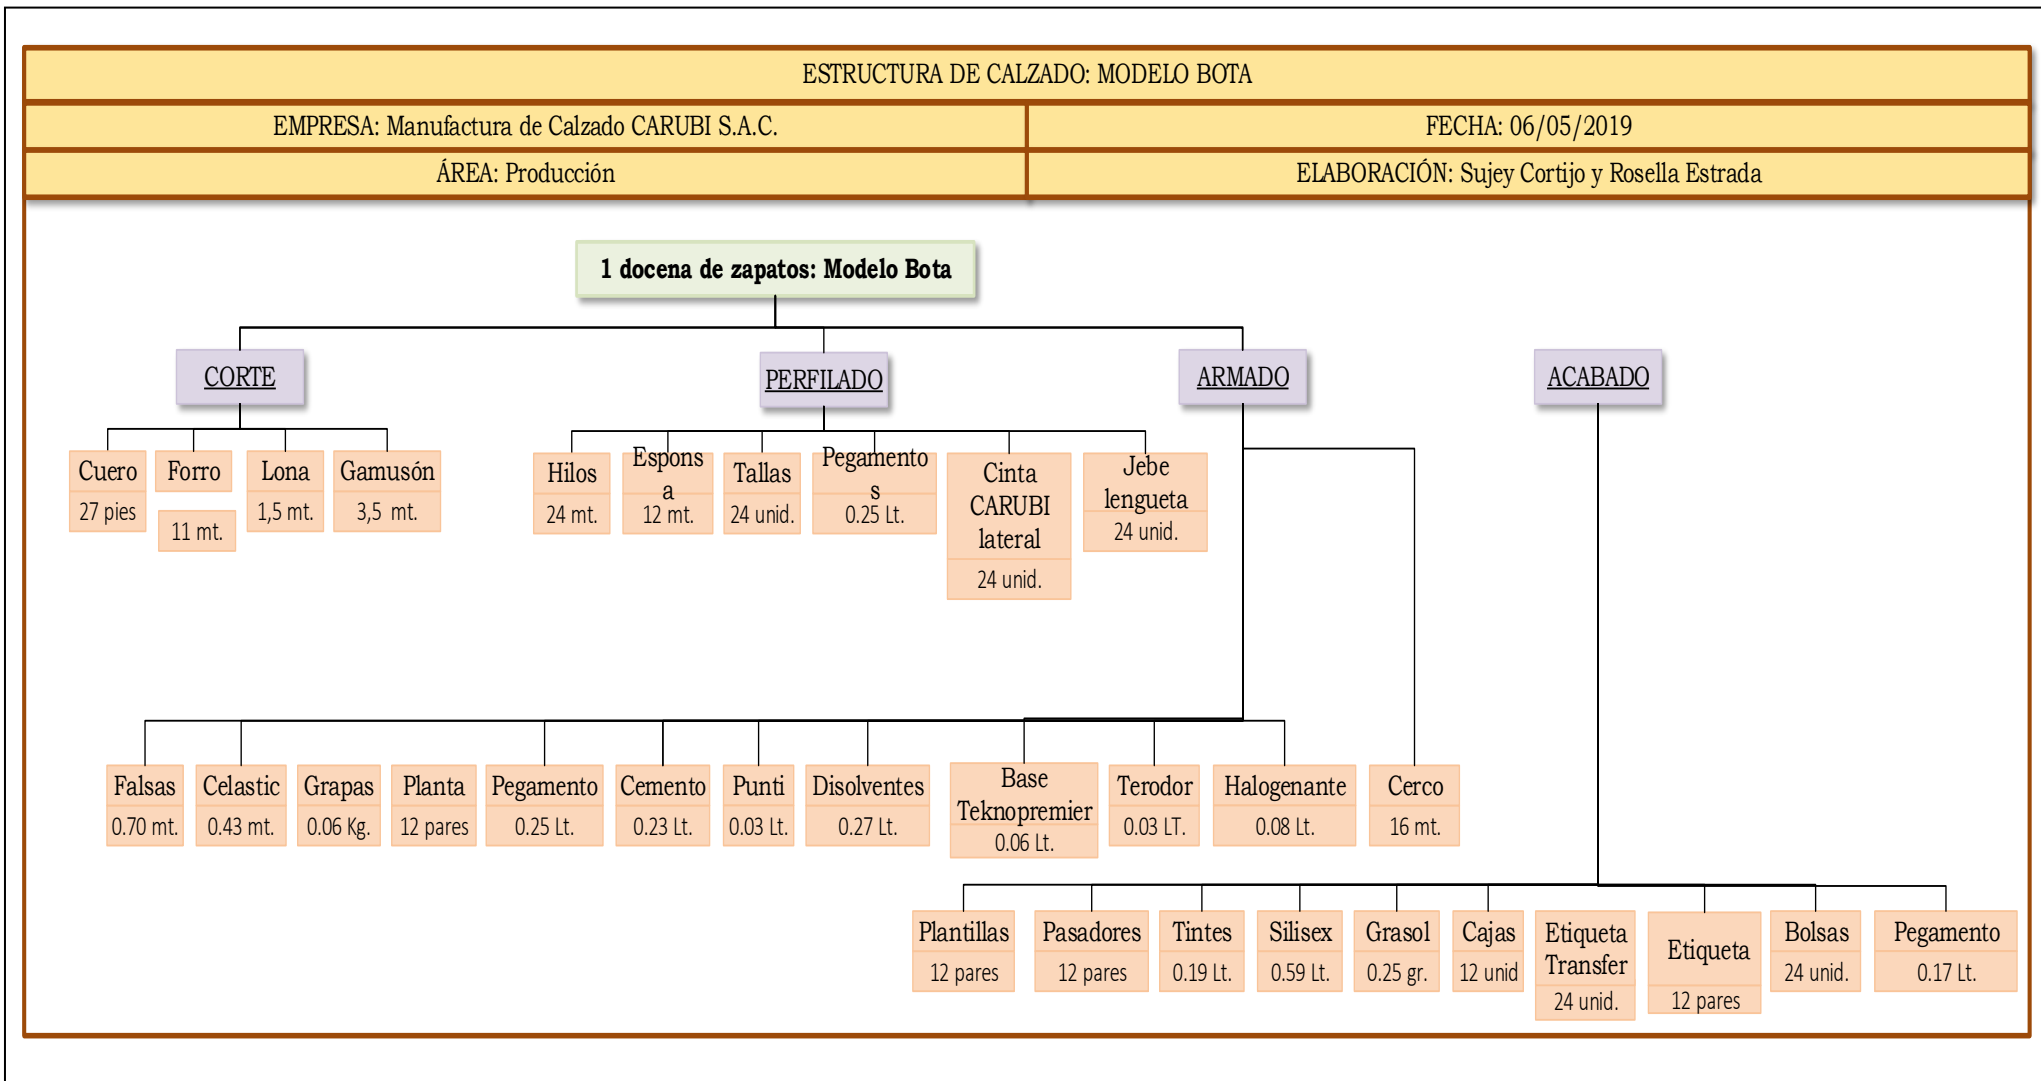 ESTRUCTURA DE CALZADO: MODELO BOTA
EMPRESA: Manufactura de Calzado CARUBI S.A.C.
FECHA: 06/05/2019
ÁREA: Producción
ELABORACIÓN: Sujey Cortijo y Rosella Estrada
1 docena de zapatos: Modelo Bota
CORTE
PERFILADO
ARMADO
ACABADO
Cuero
27 pies
Forro
11 mt.
Lona
1,5 mt.
Gamusón
3,5 mt.
Hilos
24 mt.
Espons
a
12 mt.
Tallas
24 unid.
Pegamento
s
0.25 Lt.
Cinta
CARUBI
lateral
24 unid.
Jebe
lengueta
24 unid.
Falsas
0.70 mt.
Celastic
0.43 mt.
Grapas
0.06 Kg.
Planta
12 pares
Pegamento
0.25 Lt.
Cemento
0.23 Lt.
Punti
0.03 Lt.
Disolventes
0.27 Lt.
Base
Teknopremier
0.06 Lt.
Terodor
0.03 LT.
Halogenante
0.08 Lt.
Cerco
16 mt.
Plantillas
12 pares
Pasadores
12 pares
Tintes
0.19 Lt.
Silisex
0.59 Lt.
Grasol
0.25 gr.
Cajas
12 unid
Etiqueta
Transfer
24 unid.
Etiqueta
12 pares
Bolsas
24 unid.
Pegamento
0.17 Lt.